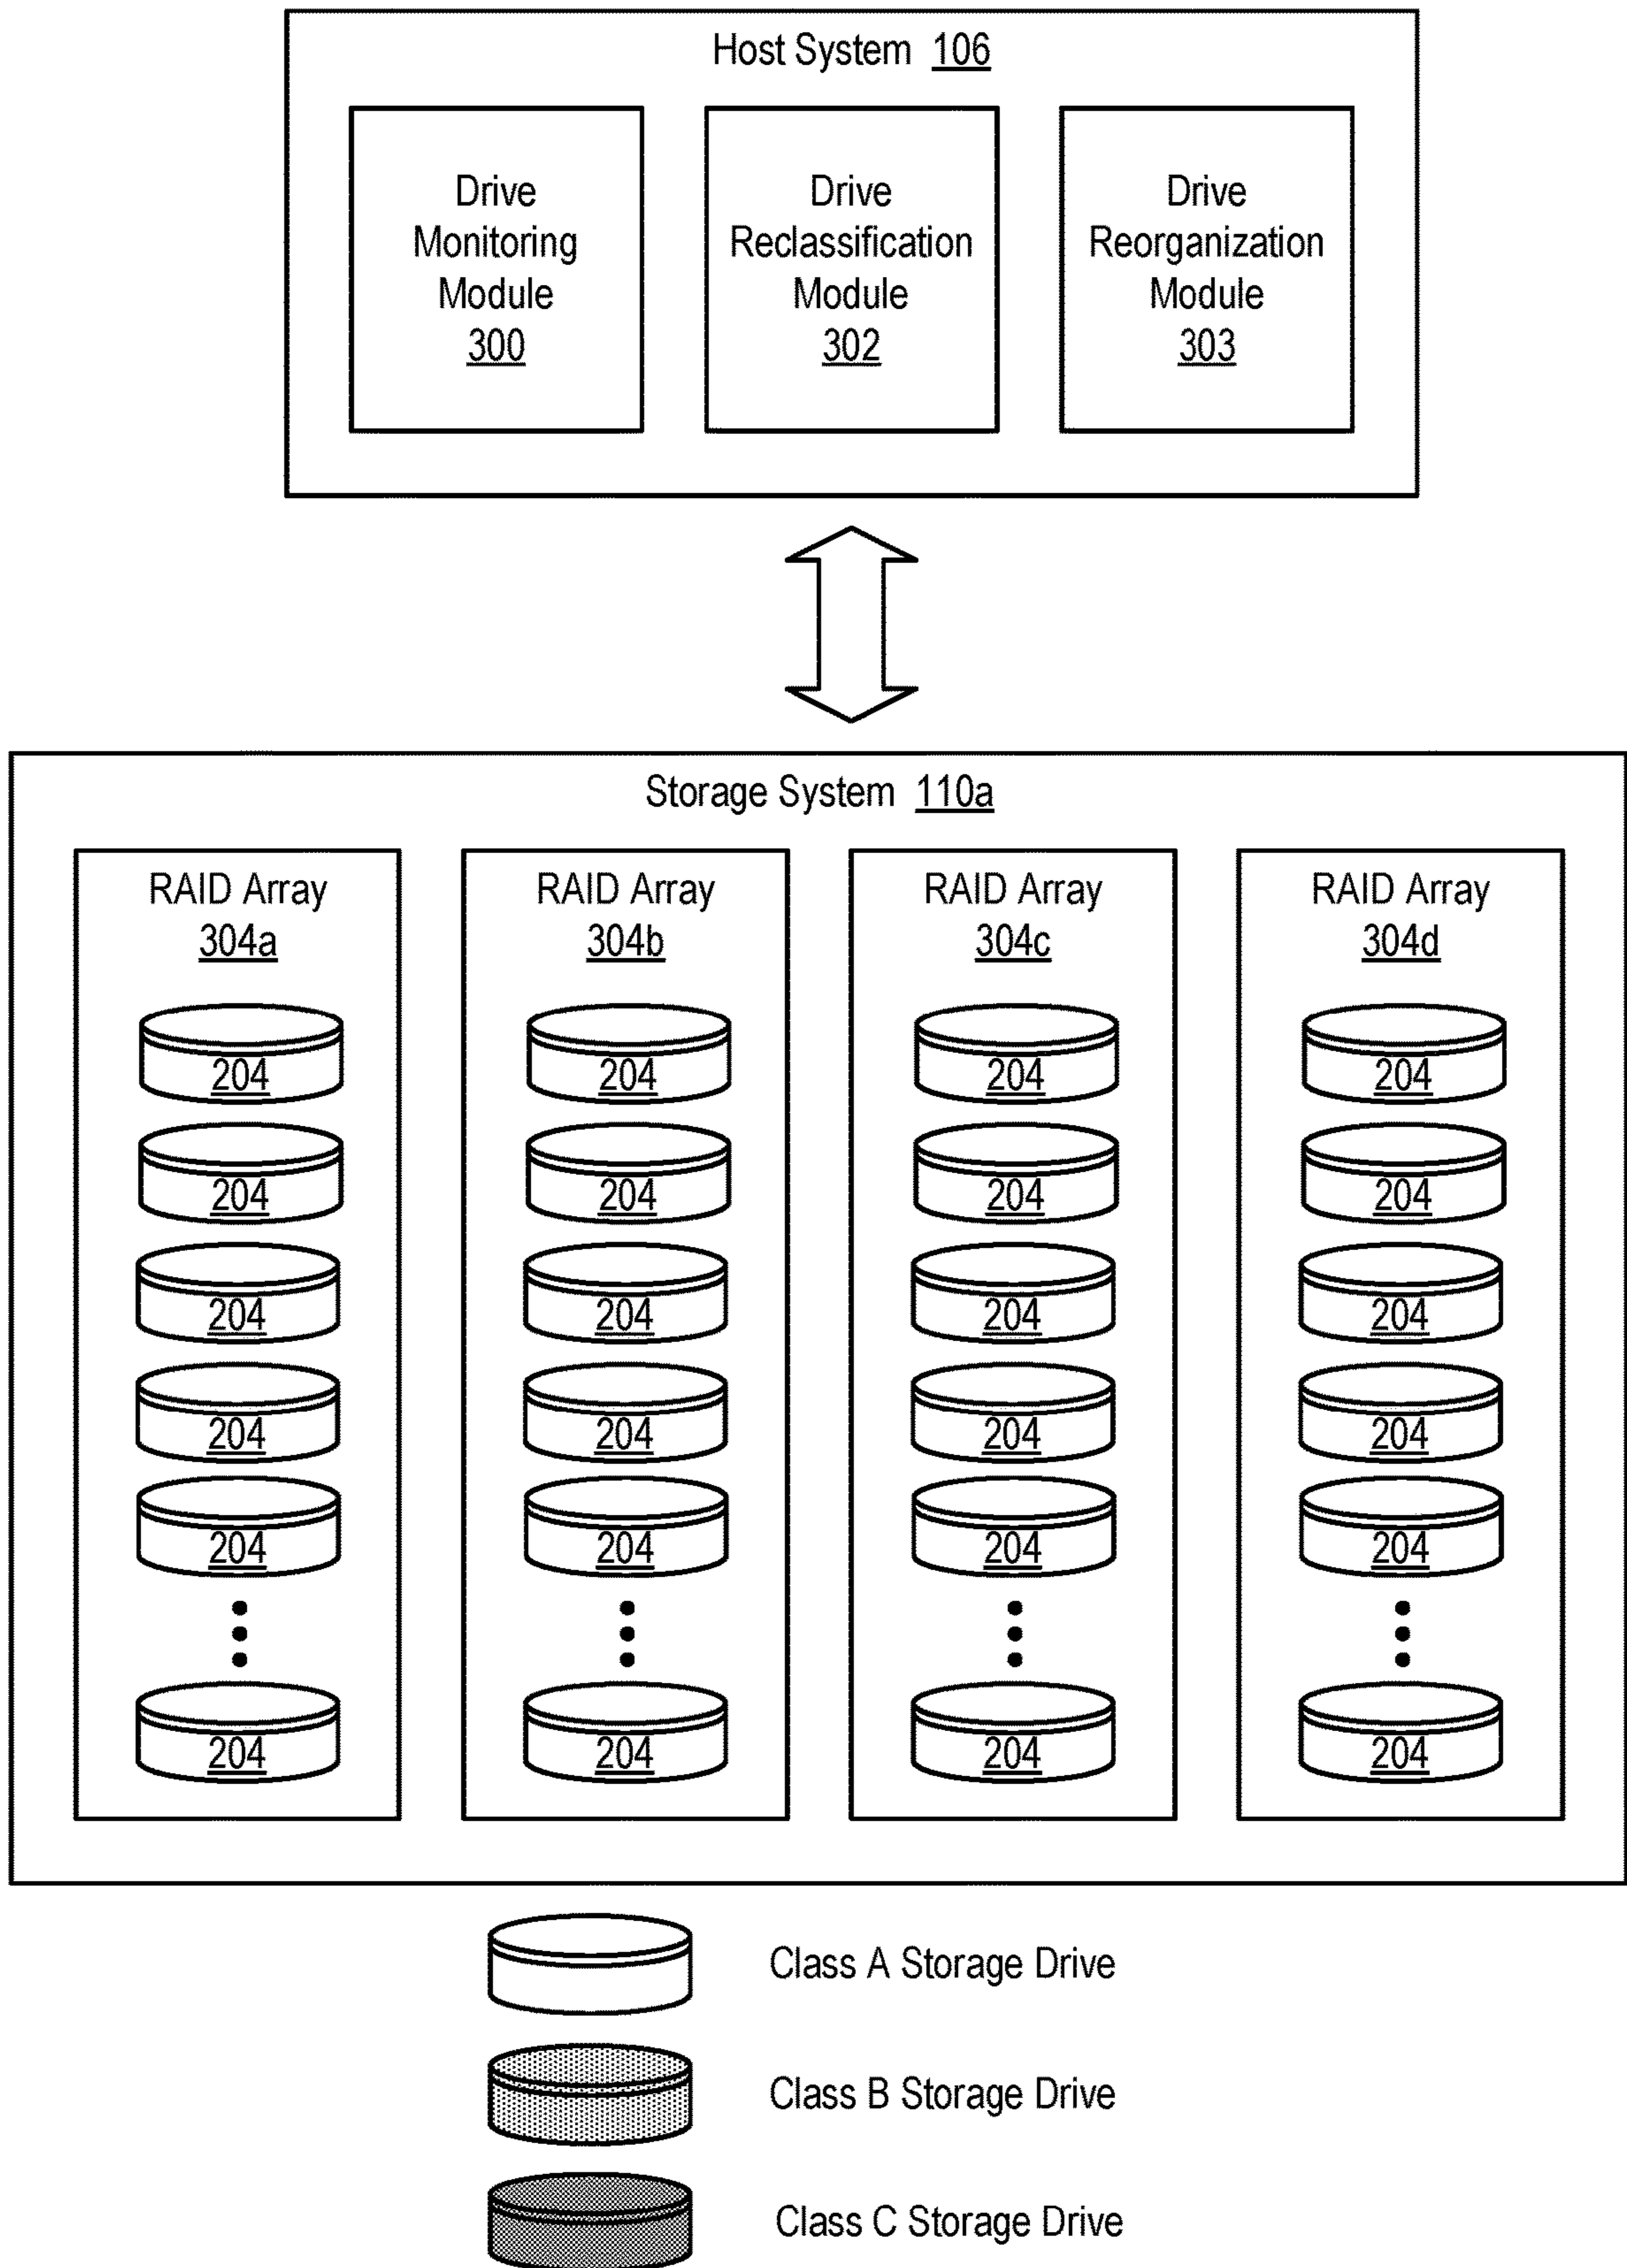 Host System 106
Drive
Monitoring
Module
300
Drive
Reclassification
Module
302
Drive
Reorganization
Module
303
Storage System 110a
RAID Array
304a
204
204
204
204
204
204
RAID Array
304b
204
204
204
204
204
204
RAID Array
304c
204
204
204
204
204
204
RAID Array
304d
204
204
204
204
204
204
Class A Storage Drive
Class B Storage Drive
Class C Storage Drive